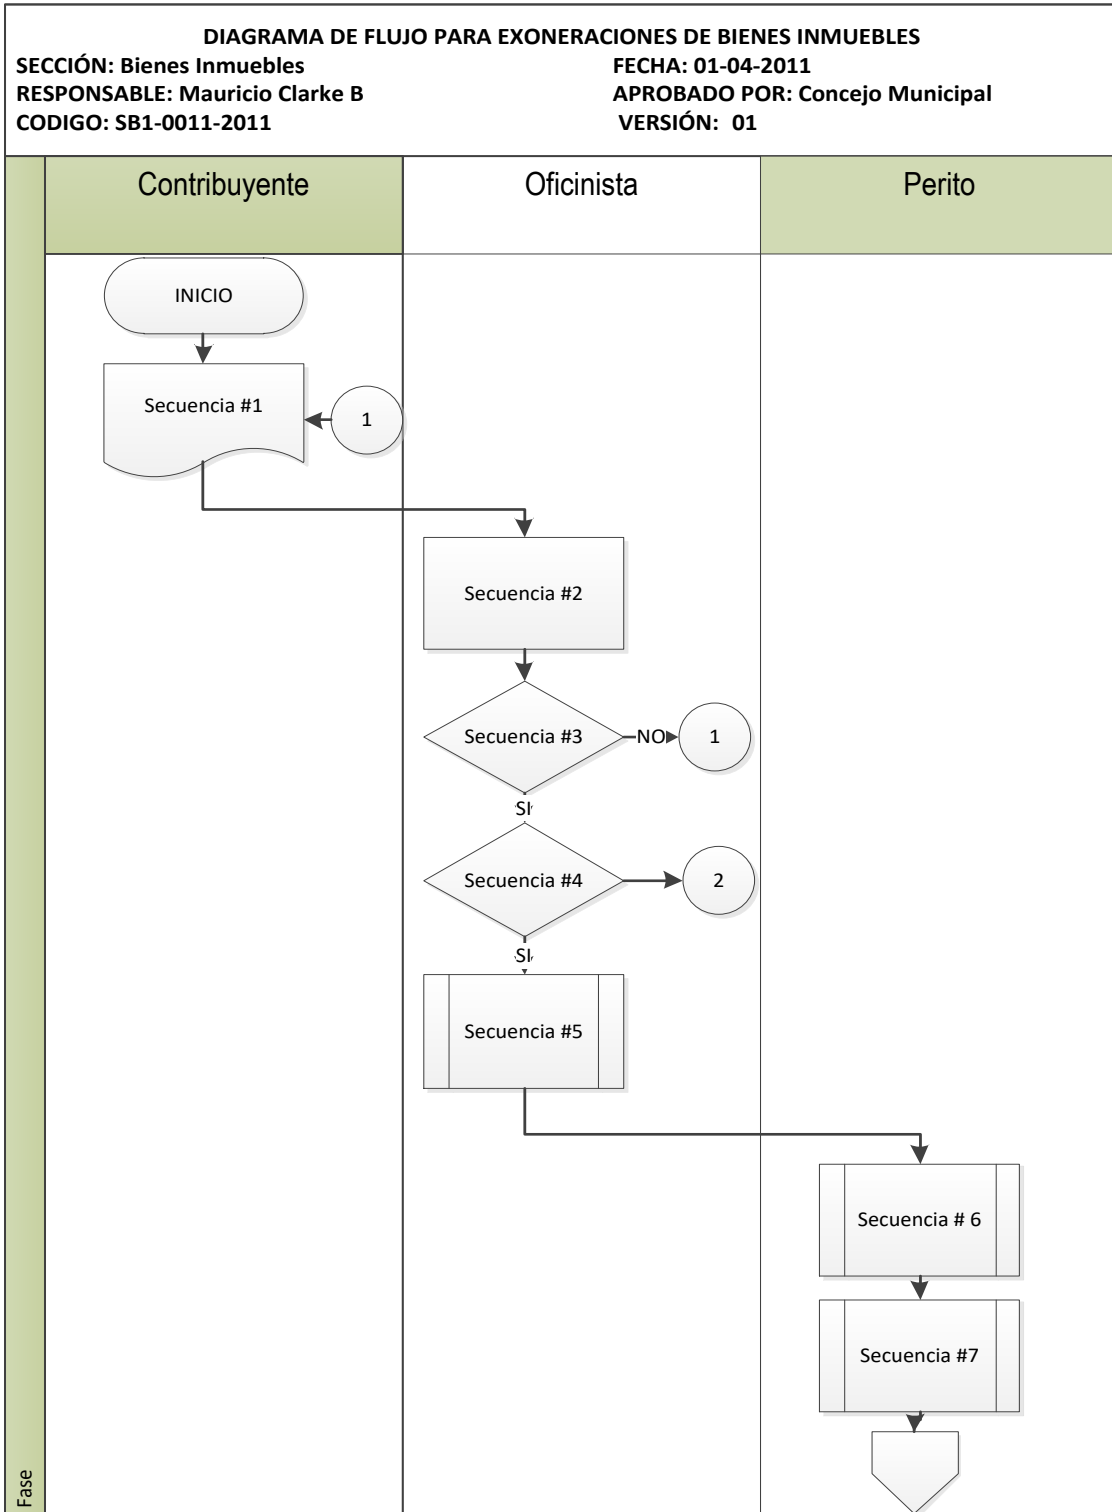 DIAGRAMA DE FLUJO PARA EXONERACIONES DE BIENES INMUEBLES
SECCIÓN: Bienes Inmuebles FECHA: 01-04-2011
RESPONSABLE: Mauricio Clarke B APROBADO POR: Concejo Municipal
CODIGO: SB1-0011-2011 VERSIÓN: 01
Contribuyente Oficinista Perito
INICIO
Secuencia #1
1
Secuencia #2
Secuencia #3
NO
1
SI
Secuencia #4
2
SI
Secuencia #5
Secuencia # 6
Secuencia #7
Fase